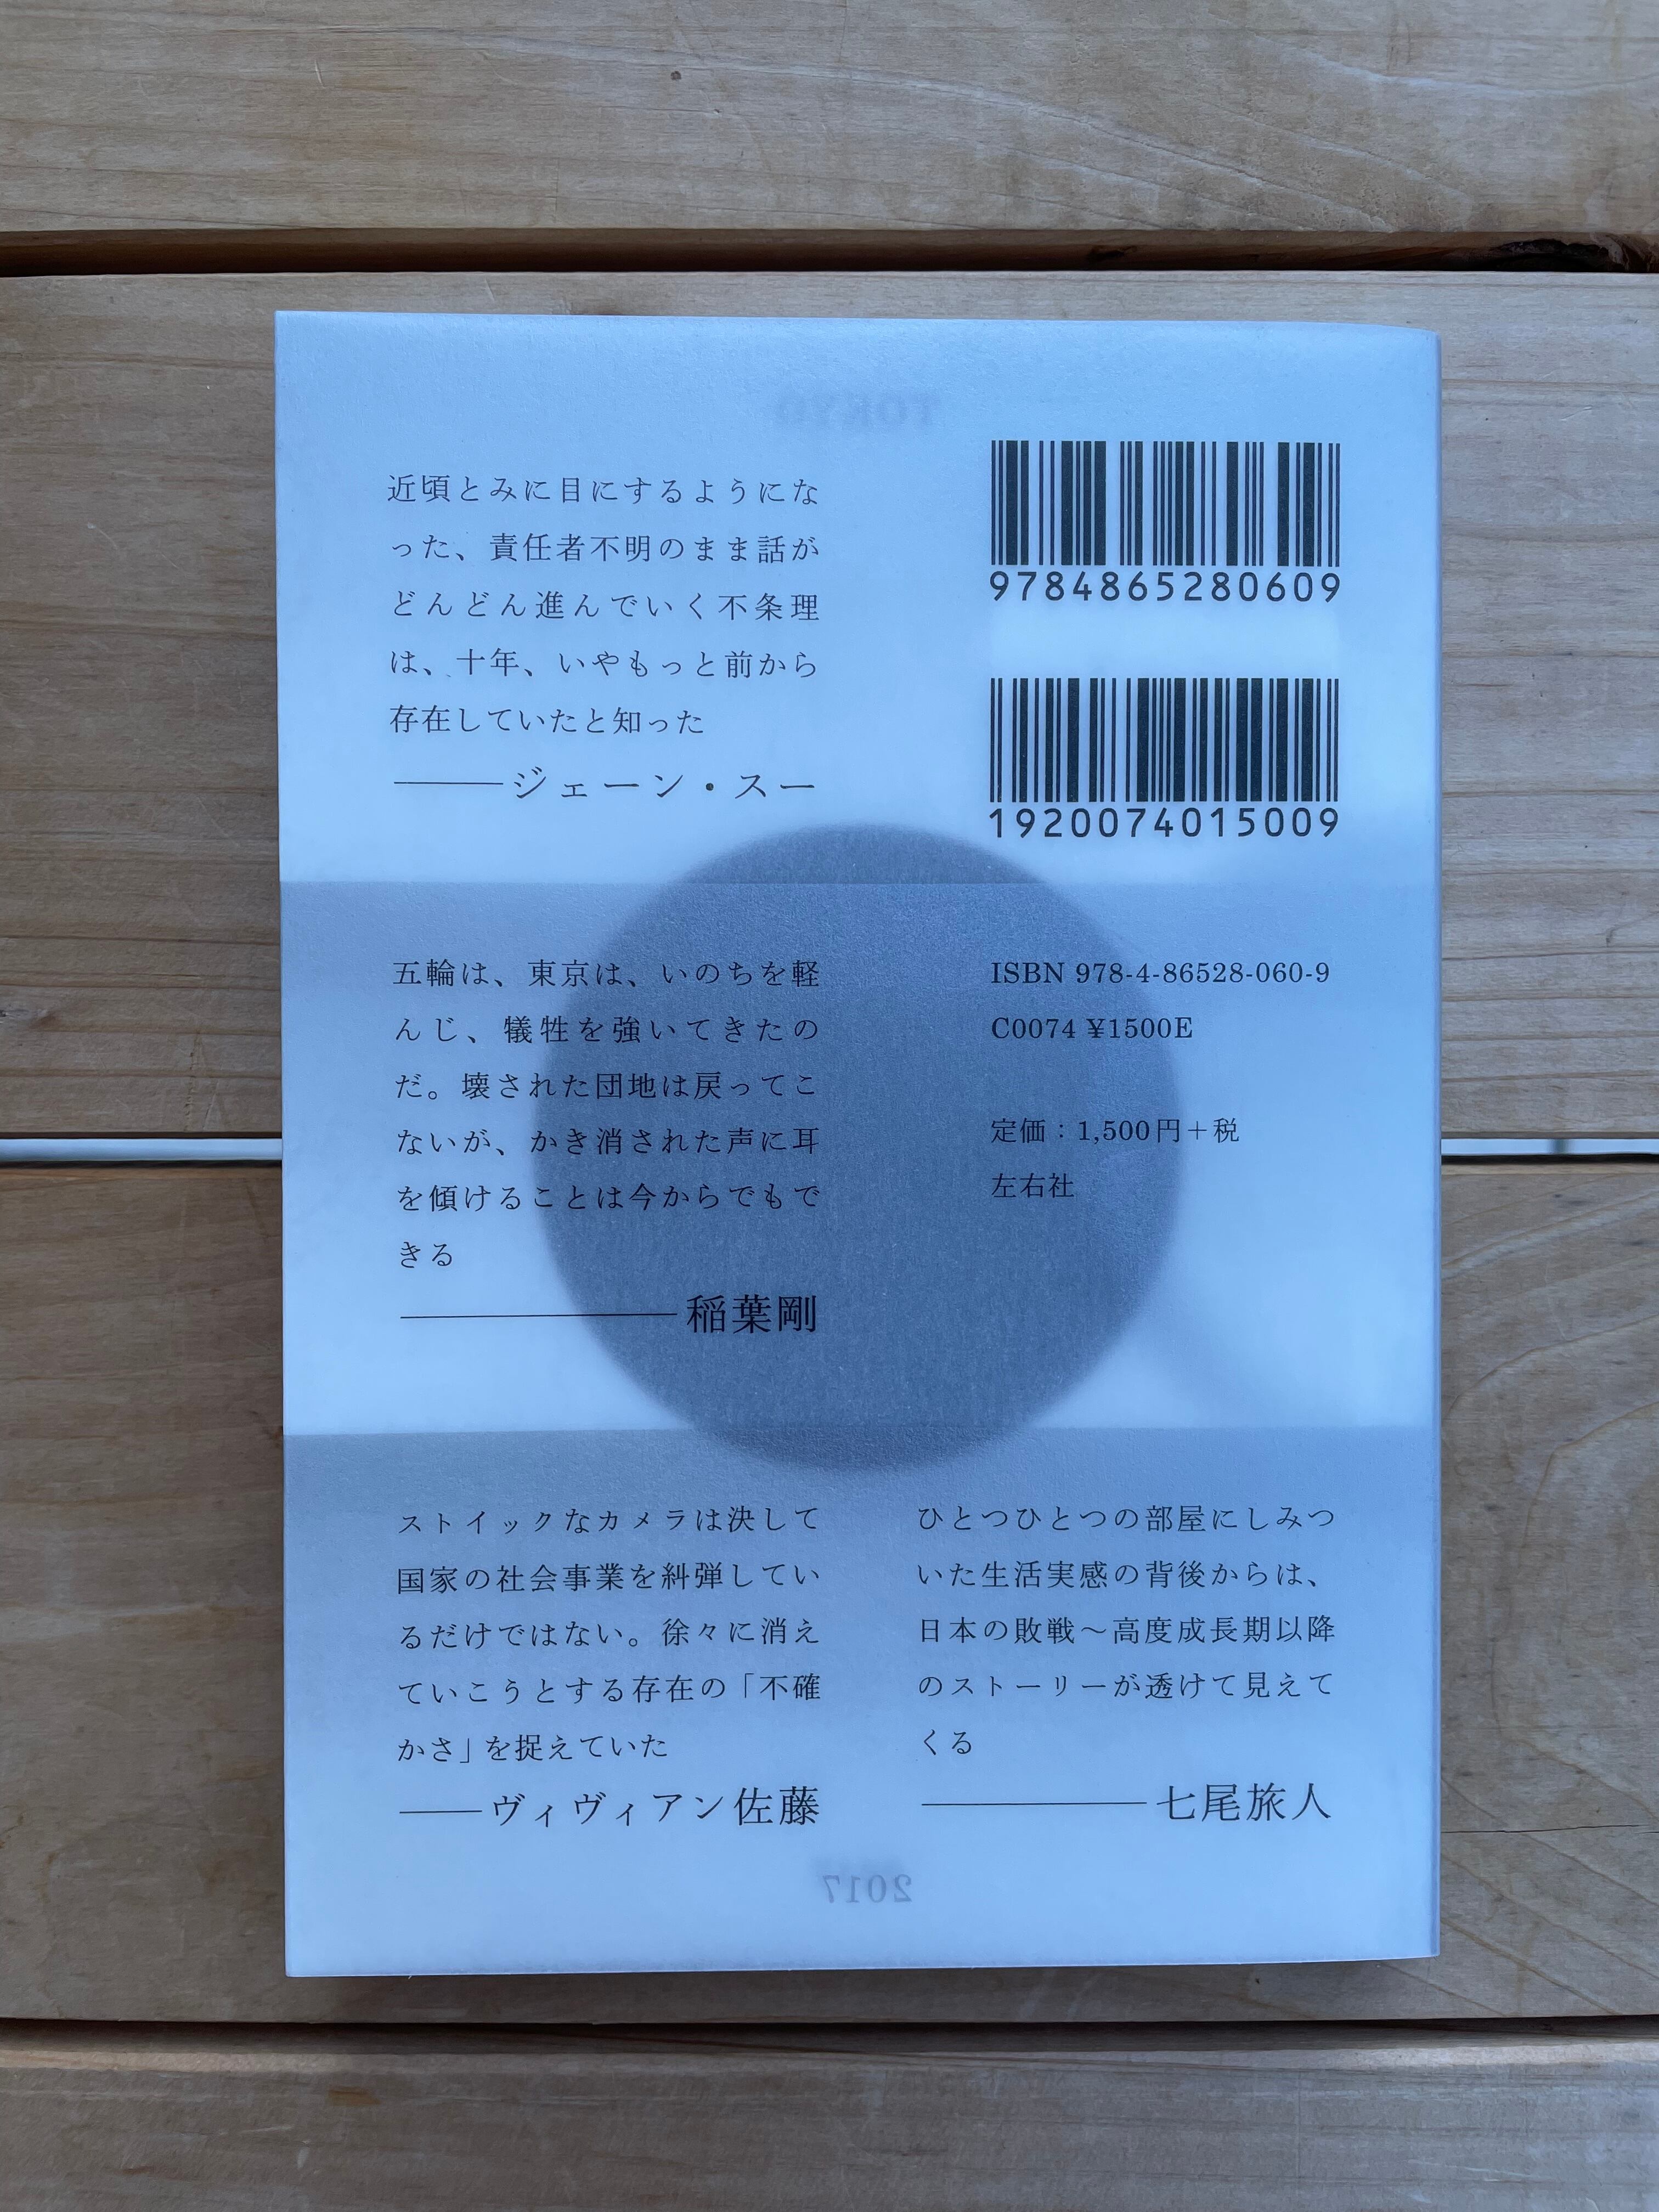 TOKYO
近頃とみに目にするようにな
った、責任者不明のまま話が
どんどん進んでいく不条理
は、十年、いやもっと前から
存在していたと知った
――ジェーン・スー
9784865280609
1920074015009
五輪は、東京は、いのちを軽
んじ、犠牲を強いてきたの
だ。壊された団地は戻ってこ
ないが、かき消された声に耳
を傾けることは今からでもで
きる
――稲葉剛
ISBN 978-4-86528-060-9
C0074 ¥1500E
定価：1,500円＋税
左右社
ストイックなカメラは決して
国家の社会事業を糾弾してい
るだけではない。徐々に消え
ていこうとする存在の「不確
かさ」を捉えていた
――ヴィヴィアン佐藤
ひとつひとつの部屋にしみつ
いた生活実感の背後からは、
日本の敗戦〜高度成長期以降
のストーリーが透けて見えて
くる
――七尾旅人
2017